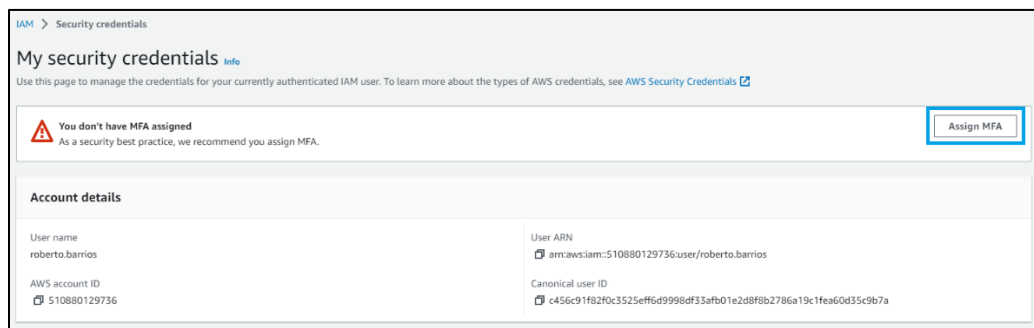 IAM > Security credentials
My security credentials Info
Use this page to manage the credentials for your currently authenticated IAM user. To learn more about the types of AWS credentials, see AWS Security Credentials
You don't have MFA assigned
As a security best practice, we recommend you assign MFA.
Assign MFA
Account details
User name
roberto.barrios
User ARN
arn:aws:iam::510880129736:user/roberto.barrios
AWS account ID
510880129736
Canonical user ID
c456c91f82f0c3525eff6d9998df33afb01e2d8f8b2786a19c1fea60d35c9b7a